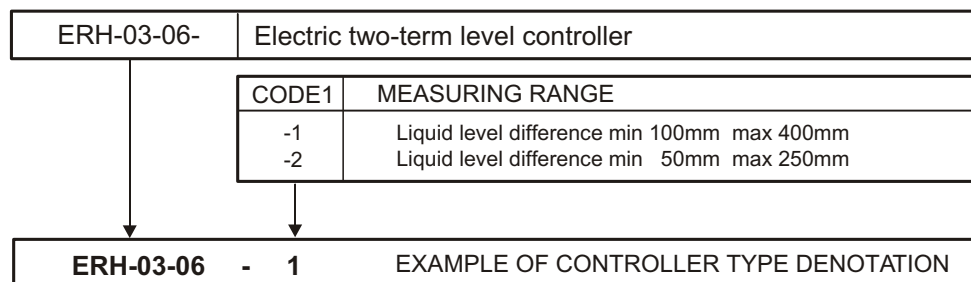 ERH-03-06- Electric two-term level controller
CODE1 MEASURING RANGE
-1 Liquid level difference min 100mm max 400mm
-2 Liquid level difference min 50mm max 250mm
ERH-03-06 - 1 EXAMPLE OF CONTROLLER TYPE DENOTATION